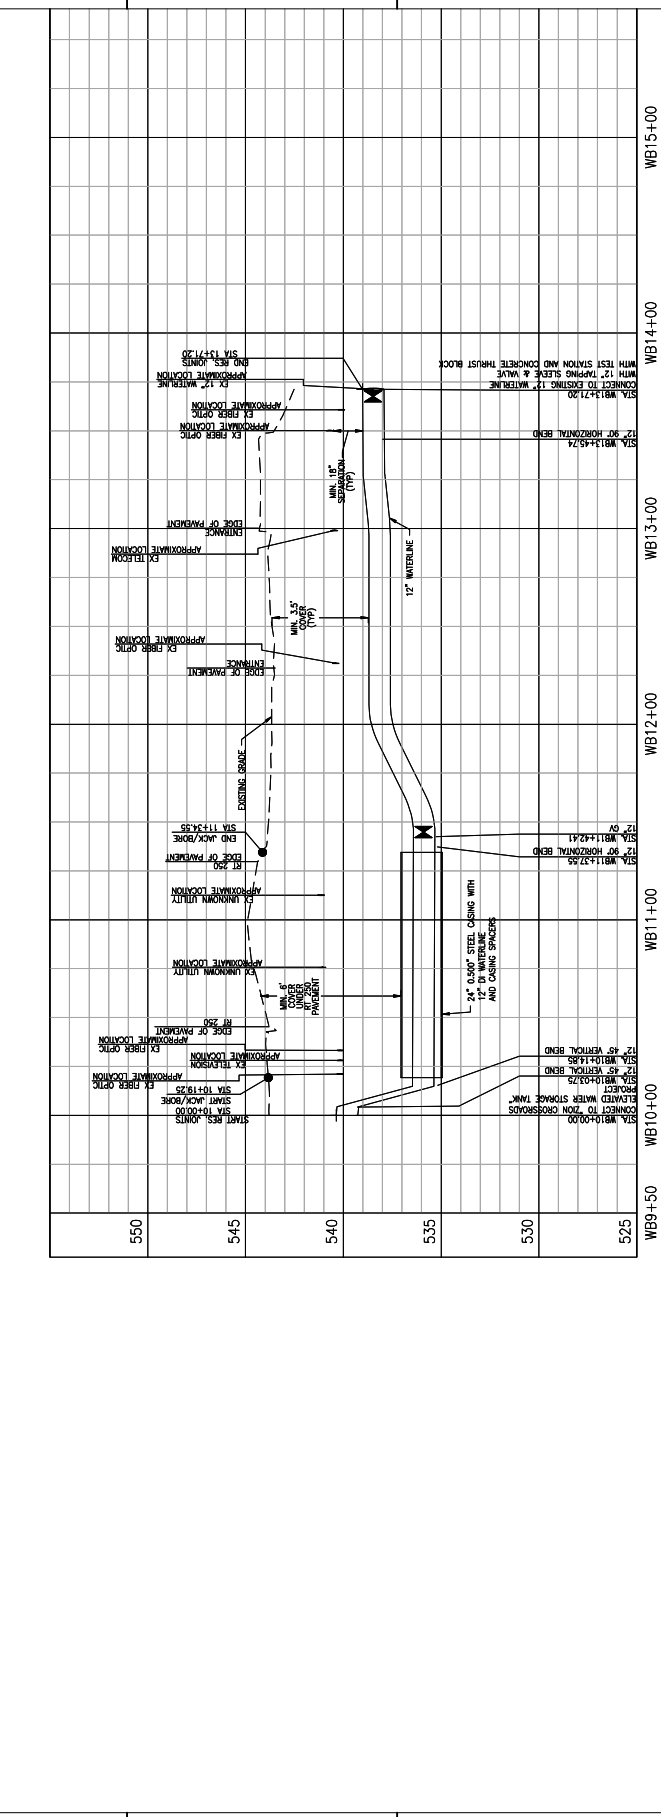 550
545
540
535
530
525
WB9+50
WB10+00
WB11+00
WB12+00
WB13+00
WB14+00
WB15+00
START RES. JOINTS
STA 10+00.00
START JACK/BORE
STA 10+19.25
EX FIBER OPTIC
APPROXIMATE LOCATION
EX TELEVISION
APPROXIMATE LOCATION
EX FIBER OPTIC
APPROXIMATE LOCATION
EDGE OF PAVEMENT
RT 250
EX UNKNOWN UTILITY
APPROXIMATE LOCATION
EX UNKNOWN UTILITY
APPROXIMATE LOCATION
RT 250
EDGE OF PAVEMENT
END JACK/BORE
STA 11+34.55
EXISTING GRADE
EDGE OF PAVEMENT
ENTRANCE
EX FIBER OPTIC
APPROXIMATE LOCATION
EX TELECOM
APPROXIMATE LOCATION
ENTRANCE
EDGE OF PAVEMENT
EX FIBER OPTIC
APPROXIMATE LOCATION
EX FIBER OPTIC
APPROXIMATE LOCATION
EX 12" WATERLINE
APPROXIMATE LOCATION
END RES. JOINTS
STA 13+71.20
MIN. 6'
COVER
UNDER
RT 250
PAVEMENT
MIN. 3.5'
COVER
(TYP)
MIN. 18"
SEPARATION
(TYP)
12" WATERLINE
24" 0.500" STEEL CASING WITH
12" DI WATERLINE
AND CASING SPACERS
STA. WB10+00.00
CONNECT TO "ZION CROSSROADS
ELEVATED WATER STORAGE TANK"
PROJECT
STA. WB10+03.75
12" 45° VERTICAL BEND
STA. WB10+14.85
12" 45° VERTICAL BEND
STA. WB11+37.55
12" 90° HORIZONTAL BEND
STA. WB11+42.41
12" GV
STA. WB13+45.74
12" 90° HORIZONTAL BEND
STA. WB13+71.20
CONNECT TO EXISTING 12" WATERLINE
WITH 12" TAPPING SLEEVE & VALVE
WITH TEST STATION AND CONCRETE THRUST BLOCK